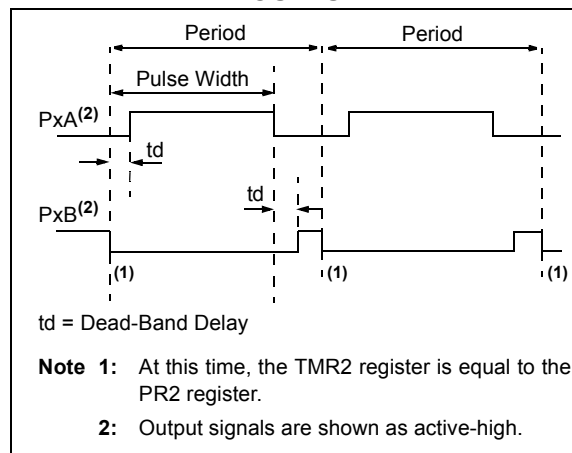 Period Period
Pulse Width
PxA(2)
td
td
PxB(2)
(1) (1) (1)
td = Dead-Band Delay
Note 1: At this time, the TMR2 register is equal to the
PR2 register.
2: Output signals are shown as active-high.